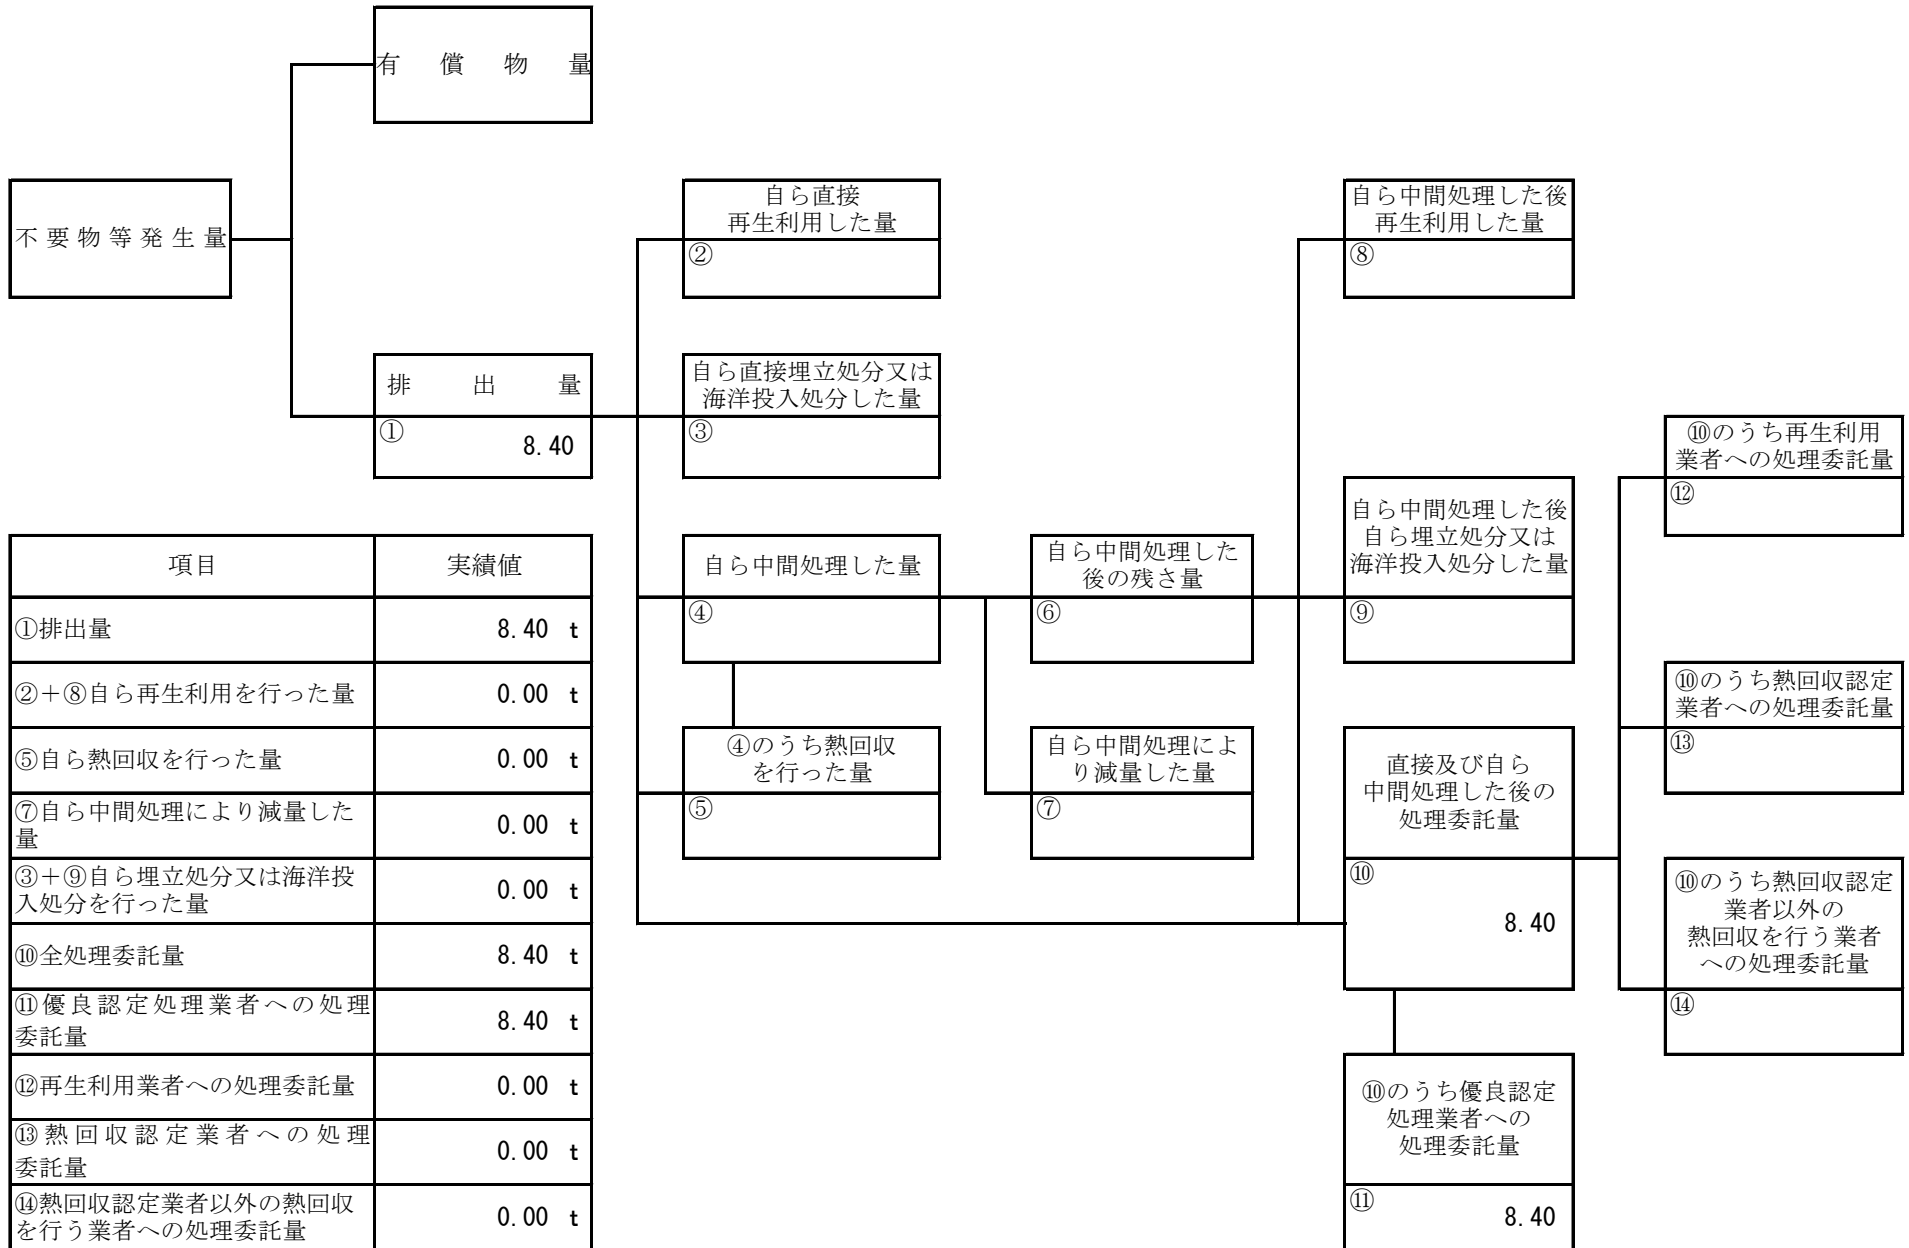 有償物量
不要物等発生量
排出量
①
8.40
自ら直接
再生利用した量
②
自ら直接埋立処分又は
海洋投入処分した量
③
自ら中間処理した量
④
④のうち熱回収
を行った量
⑤
自ら中間処理した
後の残さ量
⑥
自ら中間処理によ
り減量した量
⑦
自ら中間処理した後
再生利用した量
⑧
自ら中間処理した後
自ら埋立処分又は
海洋投入処分した量
⑨
直接及び自ら
中間処理した後の
処理委託量
⑩
8.40
⑩のうち優良認定
処理業者への
処理委託量
⑪
8.40
⑩のうち再生利用
業者への処理委託量
⑫
⑩のうち熱回収認定
業者への処理委託量
⑬
⑩のうち熱回収認定
業者以外の
熱回収を行う業者
への処理委託量
⑭
項目 実績値
①排出量 8.40 t
②+⑧自ら再生利用を行った量 0.00 t
⑤自ら熱回収を行った量 0.00 t
⑦自ら中間処理により減量した
量 0.00 t
③+⑨自ら埋立処分又は海洋投
入処分を行った量 0.00 t
⑩全処理委託量 8.40 t
⑪優良認定処理業者への処理
委託量 8.40 t
⑫再生利用業者への処理委託量 0.00 t
⑬熱回収認定業者への処理
委託量 0.00 t
⑭熱回収認定業者以外の熱回収
を行う業者への処理委託量 0.00 t